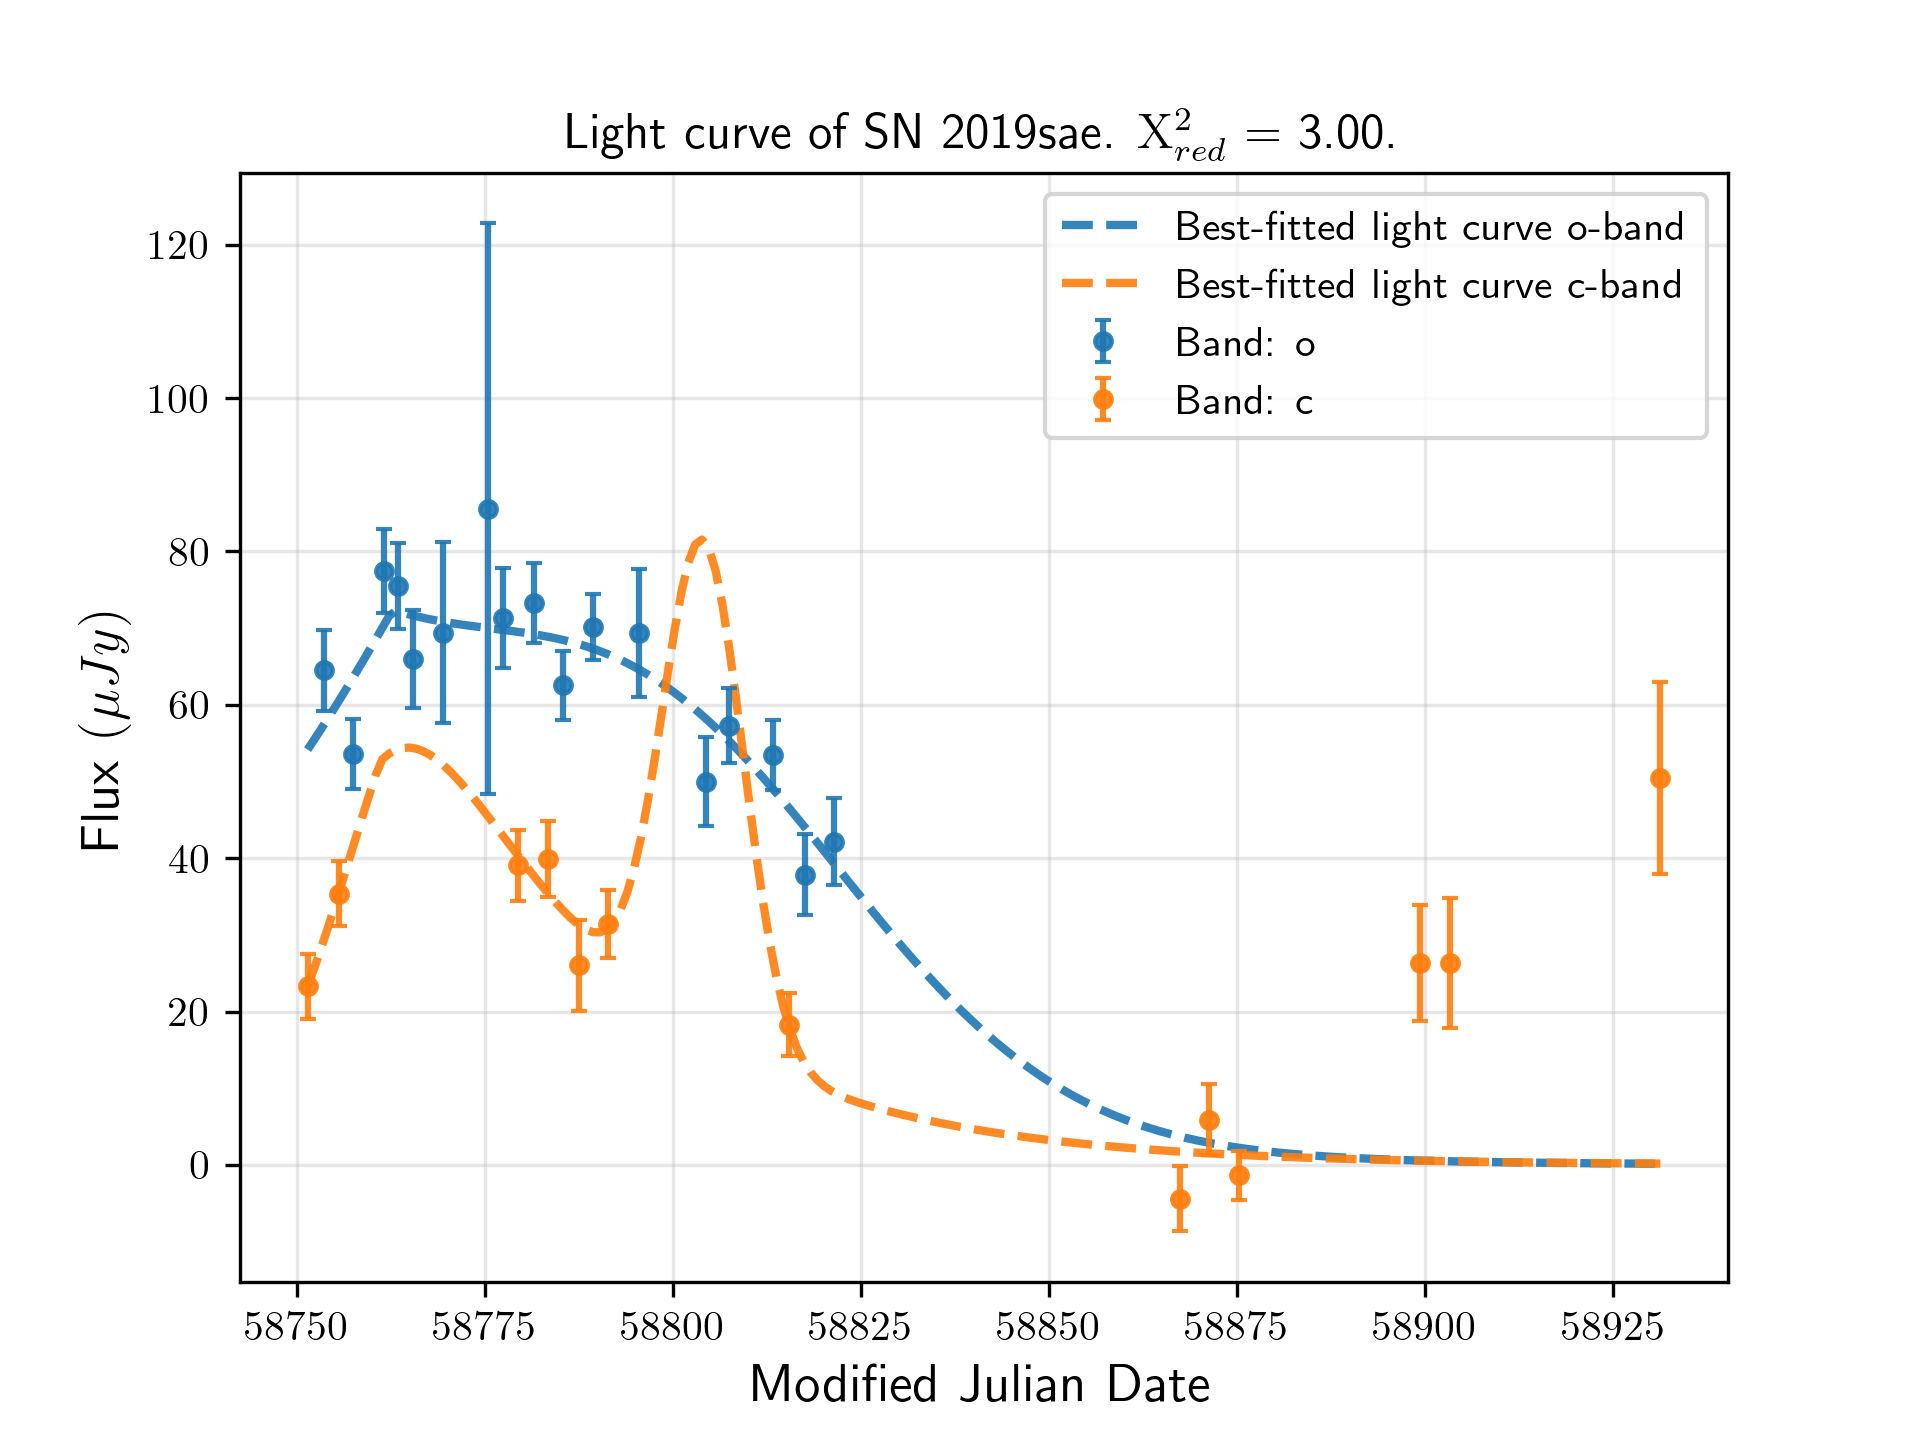 Light curve of SN 2019sae. X²_red = 3.00.
Best-fitted light curve o-band
Best-fitted light curve c-band
Band: o
Band: c
120
100
80
60
40
20
0
Flux (μJy)
58750 58775 58800 58825 58850 58875 58900 58925
Modified Julian Date